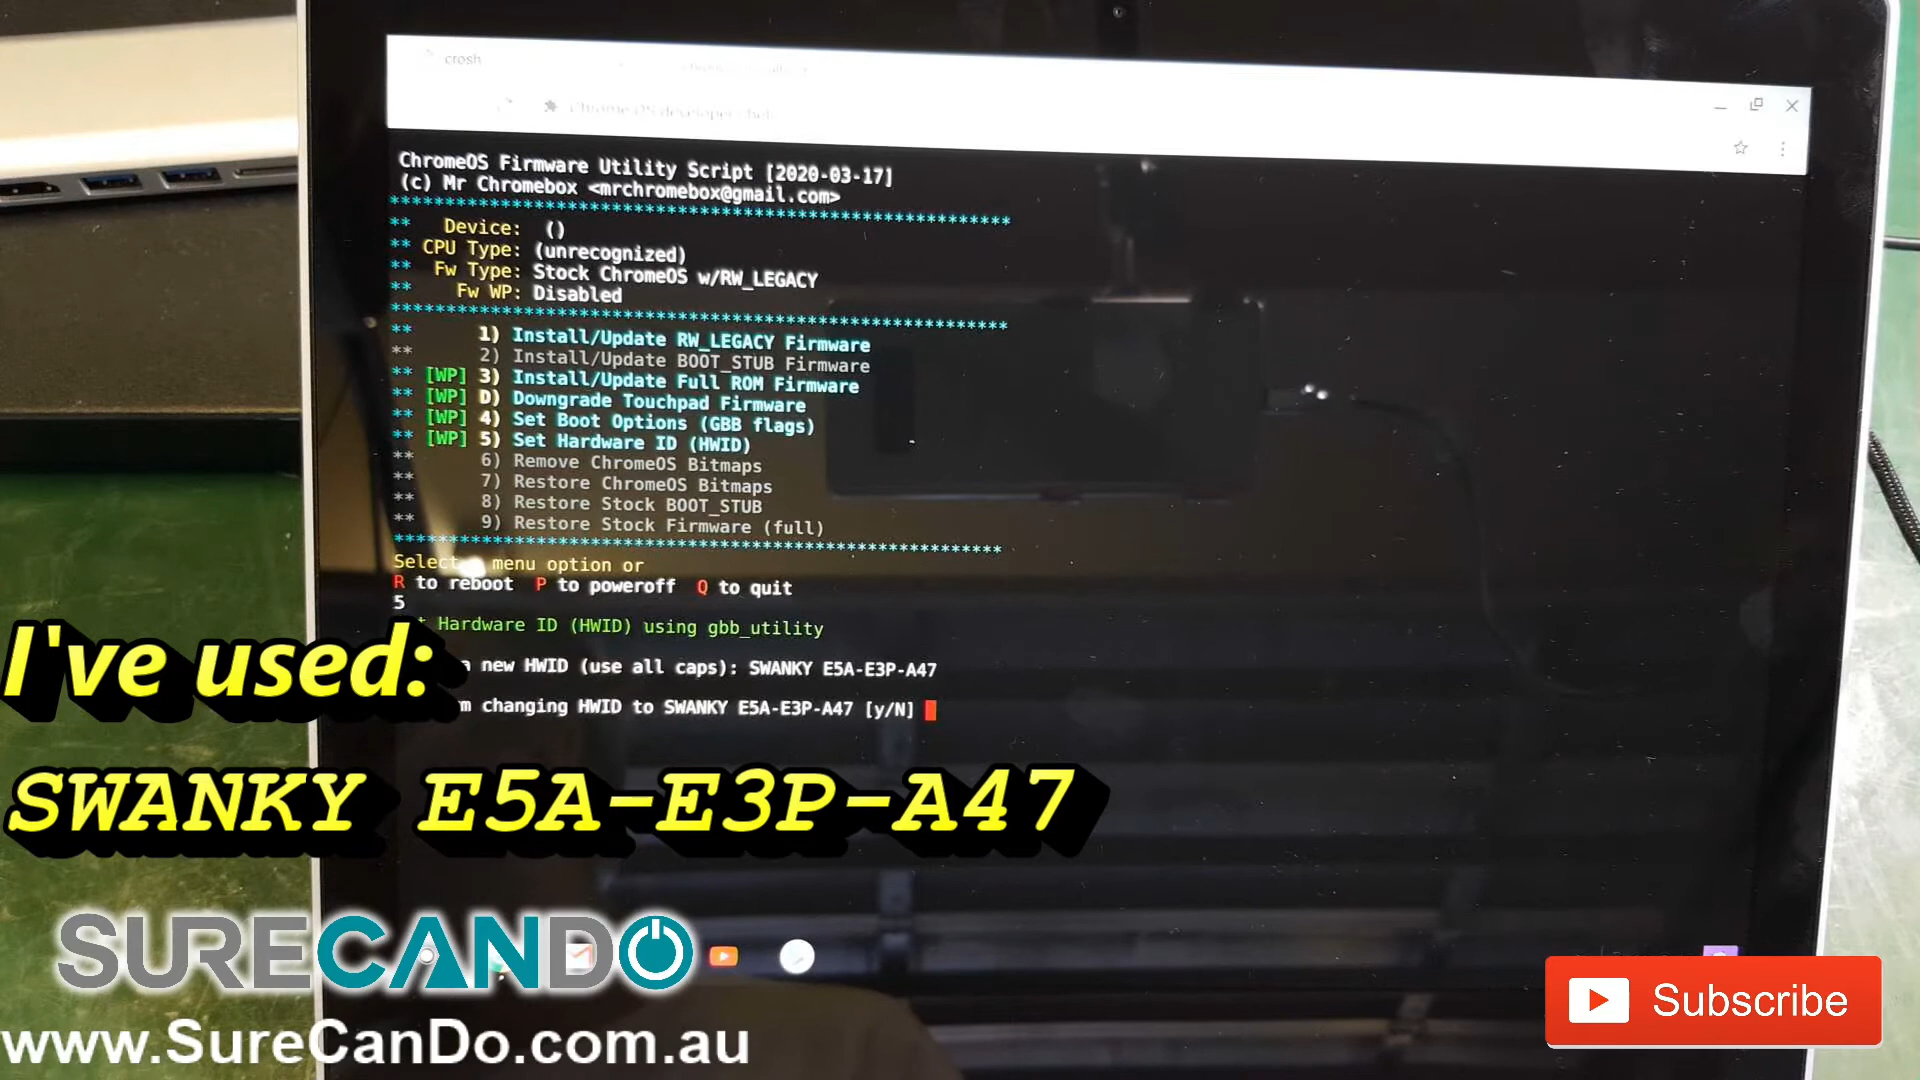 crosh
Chrome OS developer shell
ChromeOS Firmware Utility Script [2020-03-17]
(c) Mr Chromebox <mrchromebox@gmail.com>
*********************************************************
** Device: ()
** CPU Type: (unrecognized)
** Fw Type: Stock ChromeOS w/RW_LEGACY
** Fw WP: Disabled
*********************************************************
** 1) Install/Update RW_LEGACY Firmware
** 2) Install/Update BOOT_STUB Firmware
** [WP] 3) Install/Update Full ROM Firmware
** [WP] D) Downgrade Touchpad Firmware
** [WP] 4) Set Boot Options (GBB flags)
** [WP] 5) Set Hardware ID (HWID)
** 6) Remove ChromeOS Bitmaps
** 7) Restore ChromeOS Bitmaps
** 8) Restore Stock BOOT_STUB
** 9) Restore Stock Firmware (full)
*********************************************************
Select menu option or
R to reboot P to poweroff Q to quit
5
Hardware ID (HWID) using gbb_utility
a new HWID (use all caps): SWANKY E5A-E3P-A47
m changing HWID to SWANKY E5A-E3P-A47 [y/N]
I've used:
SWANKY E5A-E3P-A47
SURECANDO
www.SureCanDo.com.au
Subscribe